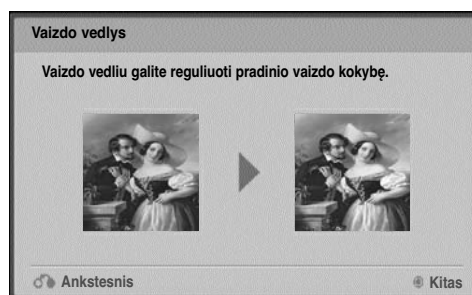 Vaizdo vedlys
Vaizdo vedliu galite reguliuoti pradinio vaizdo kokybę.
Ankstesnis
Kitas